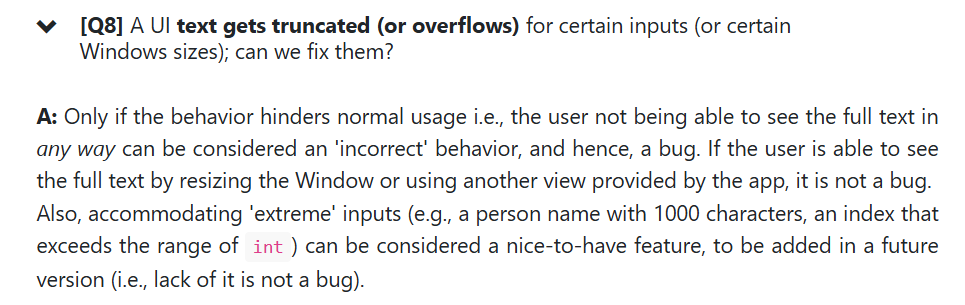 [Q8] A UI text gets truncated (or overflows) for certain inputs (or certain
Windows sizes); can we fix them?
A: Only if the behavior hinders normal usage i.e., the user not being able to see the full text in
any way can be considered an 'incorrect' behavior, and hence, a bug. If the user is able to see
the full text by resizing the Window or using another view provided by the app, it is not a bug.
Also, accommodating 'extreme' inputs (e.g., a person name with 1000 characters, an index that
exceeds the range of int ) can be considered a nice-to-have feature, to be added in a future
version (i.e., lack of it is not a bug).